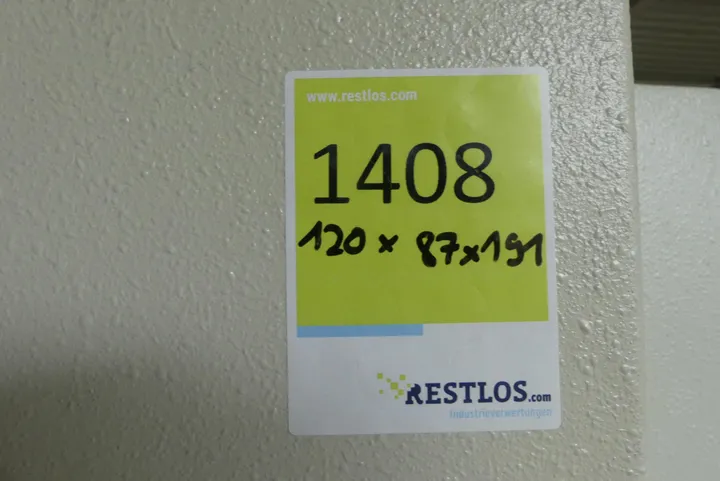 www.restlos.com
1408
120 x 87x191
RESTLOS.com
Industrieverwertungen